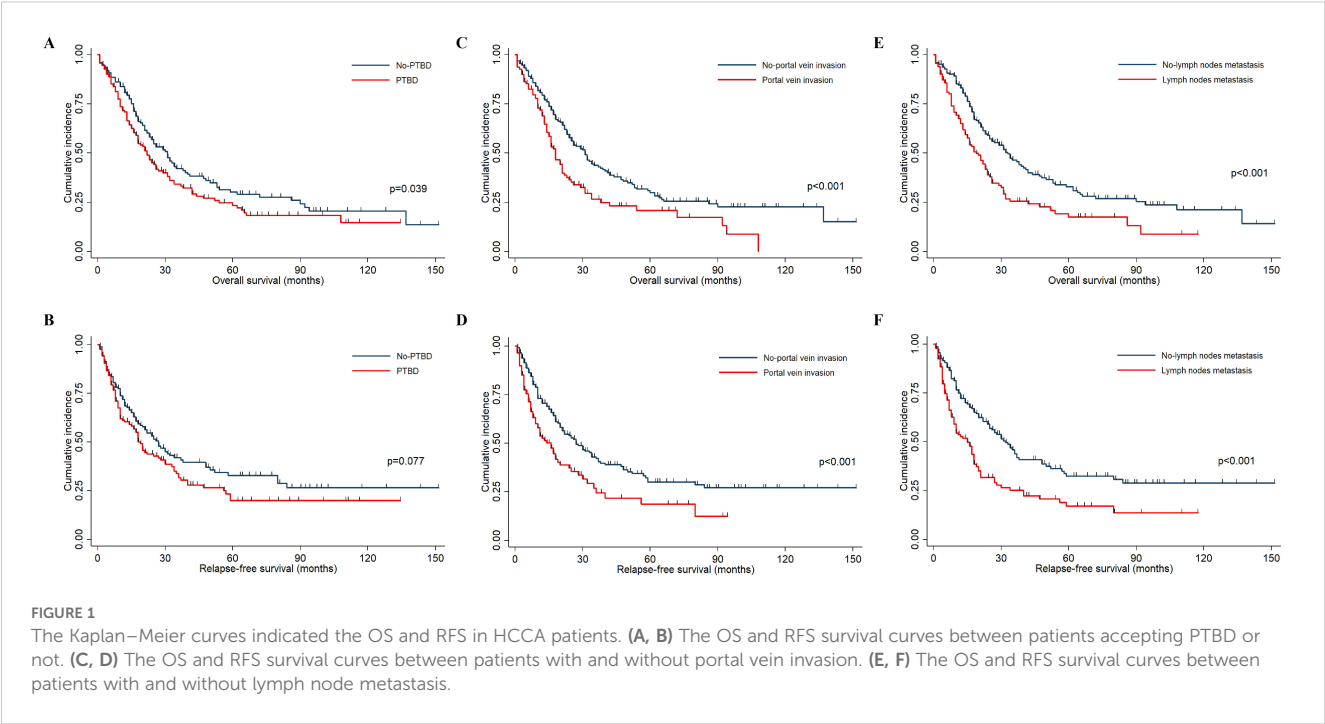 A
Cumulative incidence
1.00
0.75
0.50
0.25
0.00
No-PTBD
PTBD
p=0.039
0 30 60 90 120 150
Overall survival (months)
C
Cumulative incidence
1.00
0.75
0.50
0.25
0.00
No-portal vein invasion
Portal vein invasion
p<0.001
0 30 60 90 120 150
Overall survival (months)
E
Cumulative incidence
1.00
0.75
0.50
0.25
0.00
No-lymph nodes metastasis
Lymph nodes metastasis
p<0.001
0 30 60 90 120 150
Overall survival (months)
B
Cumulative incidence
1.00
0.75
0.50
0.25
0.00
No-PTBD
PTBD
p=0.077
0 30 60 90 120 150
Relapse-free survival (months)
D
Cumulative incidence
1.00
0.75
0.50
0.25
0.00
No-portal vein invasion
Portal vein invasion
p<0.001
0 30 60 90 120 150
Relapse-free survival (months)
F
Cumulative incidence
1.00
0.75
0.50
0.25
0.00
No-lymph nodes metastasis
Lymph nodes metastasis
p<0.001
0 30 60 90 120 150
Relapse-free survival (months)
FIGURE 1
The Kaplan–Meier curves indicated the OS and RFS in HCCA patients. (A, B) The OS and RFS survival curves between patients accepting PTBD or
not. (C, D) The OS and RFS survival curves between patients with and without portal vein invasion. (E, F) The OS and RFS survival curves between
patients with and without lymph node metastasis.